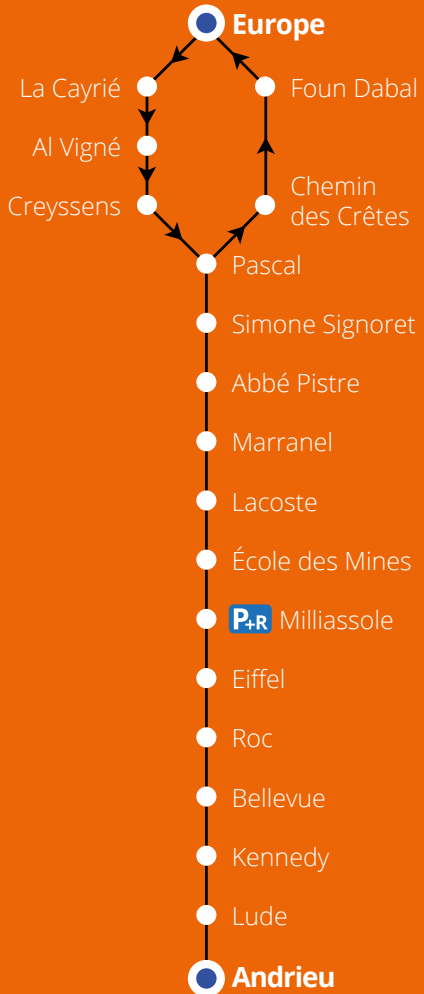 Europe
La Cayrié
Foun Dabal
Al Vigné
Creyssens
Chemin
des Crêtes
Pascal
Simone Signoret
Abbé Pistre
Marranel
Lacoste
École des Mines
P+R Milliassole
Eiffel
Roc
Bellevue
Kennedy
Lude
Andrieu